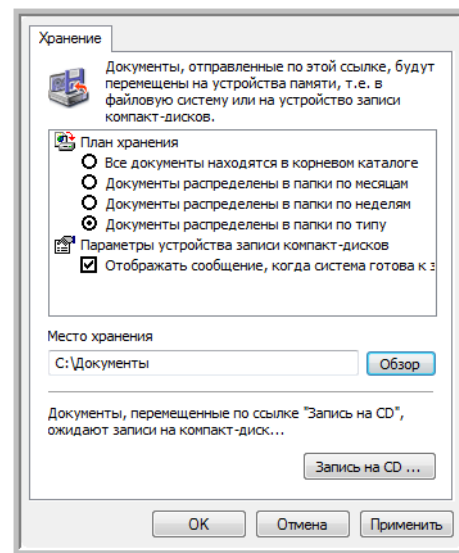 Хранение
Документы, отправленные по этой ссылке, будут
перемещены на устройства памяти, т.е. в
файловую систему или на устройство записи
компакт-дисков.
План хранения
Все документы находятся в корневом каталоге
Документы распределены в папки по месяцам
Документы распределены в папки по неделям
Документы распределены в папки по типу
Параметры устройства записи компакт-дисков
Отображать сообщение, когда система готова к з
Место хранения
C:\Документы
Обзор
Документы, перемещенные по ссылке "Запись на CD",
ожидают записи на компакт-диск...
Запись на CD ...
OK
Отмена
Применить